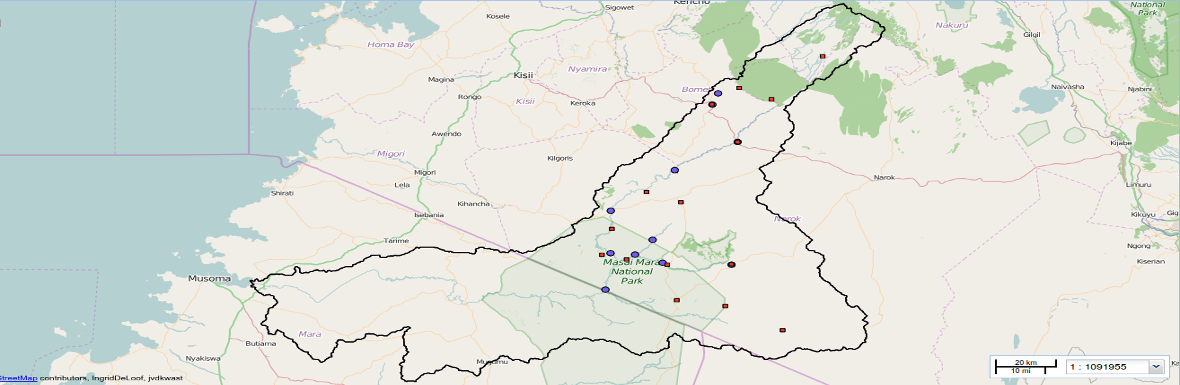 Kosele
Sigowet
Kericho
National
Park
Nakuru
Gilgil
Homa Bay
Nyamira
Kisii
Magina
Bomet
Naivasha
Njabini
Rongo
Kisii
Keroka
Awendo
Kijabe
Migori
Kilgoris
Migori
Narok
Limuru
Lela
Shirati
Kihancha
Isebania
Narok
Kikuyu
Gig
Tarime
Ngong
Kiserian
Masai Mara
National
Park
Musoma
Mara
Butiama
Nyakiswa
Mugumu
StreetMap contributors, IngridDeLoof, jvdkwast
20 km
10 mi
1 : 1091955